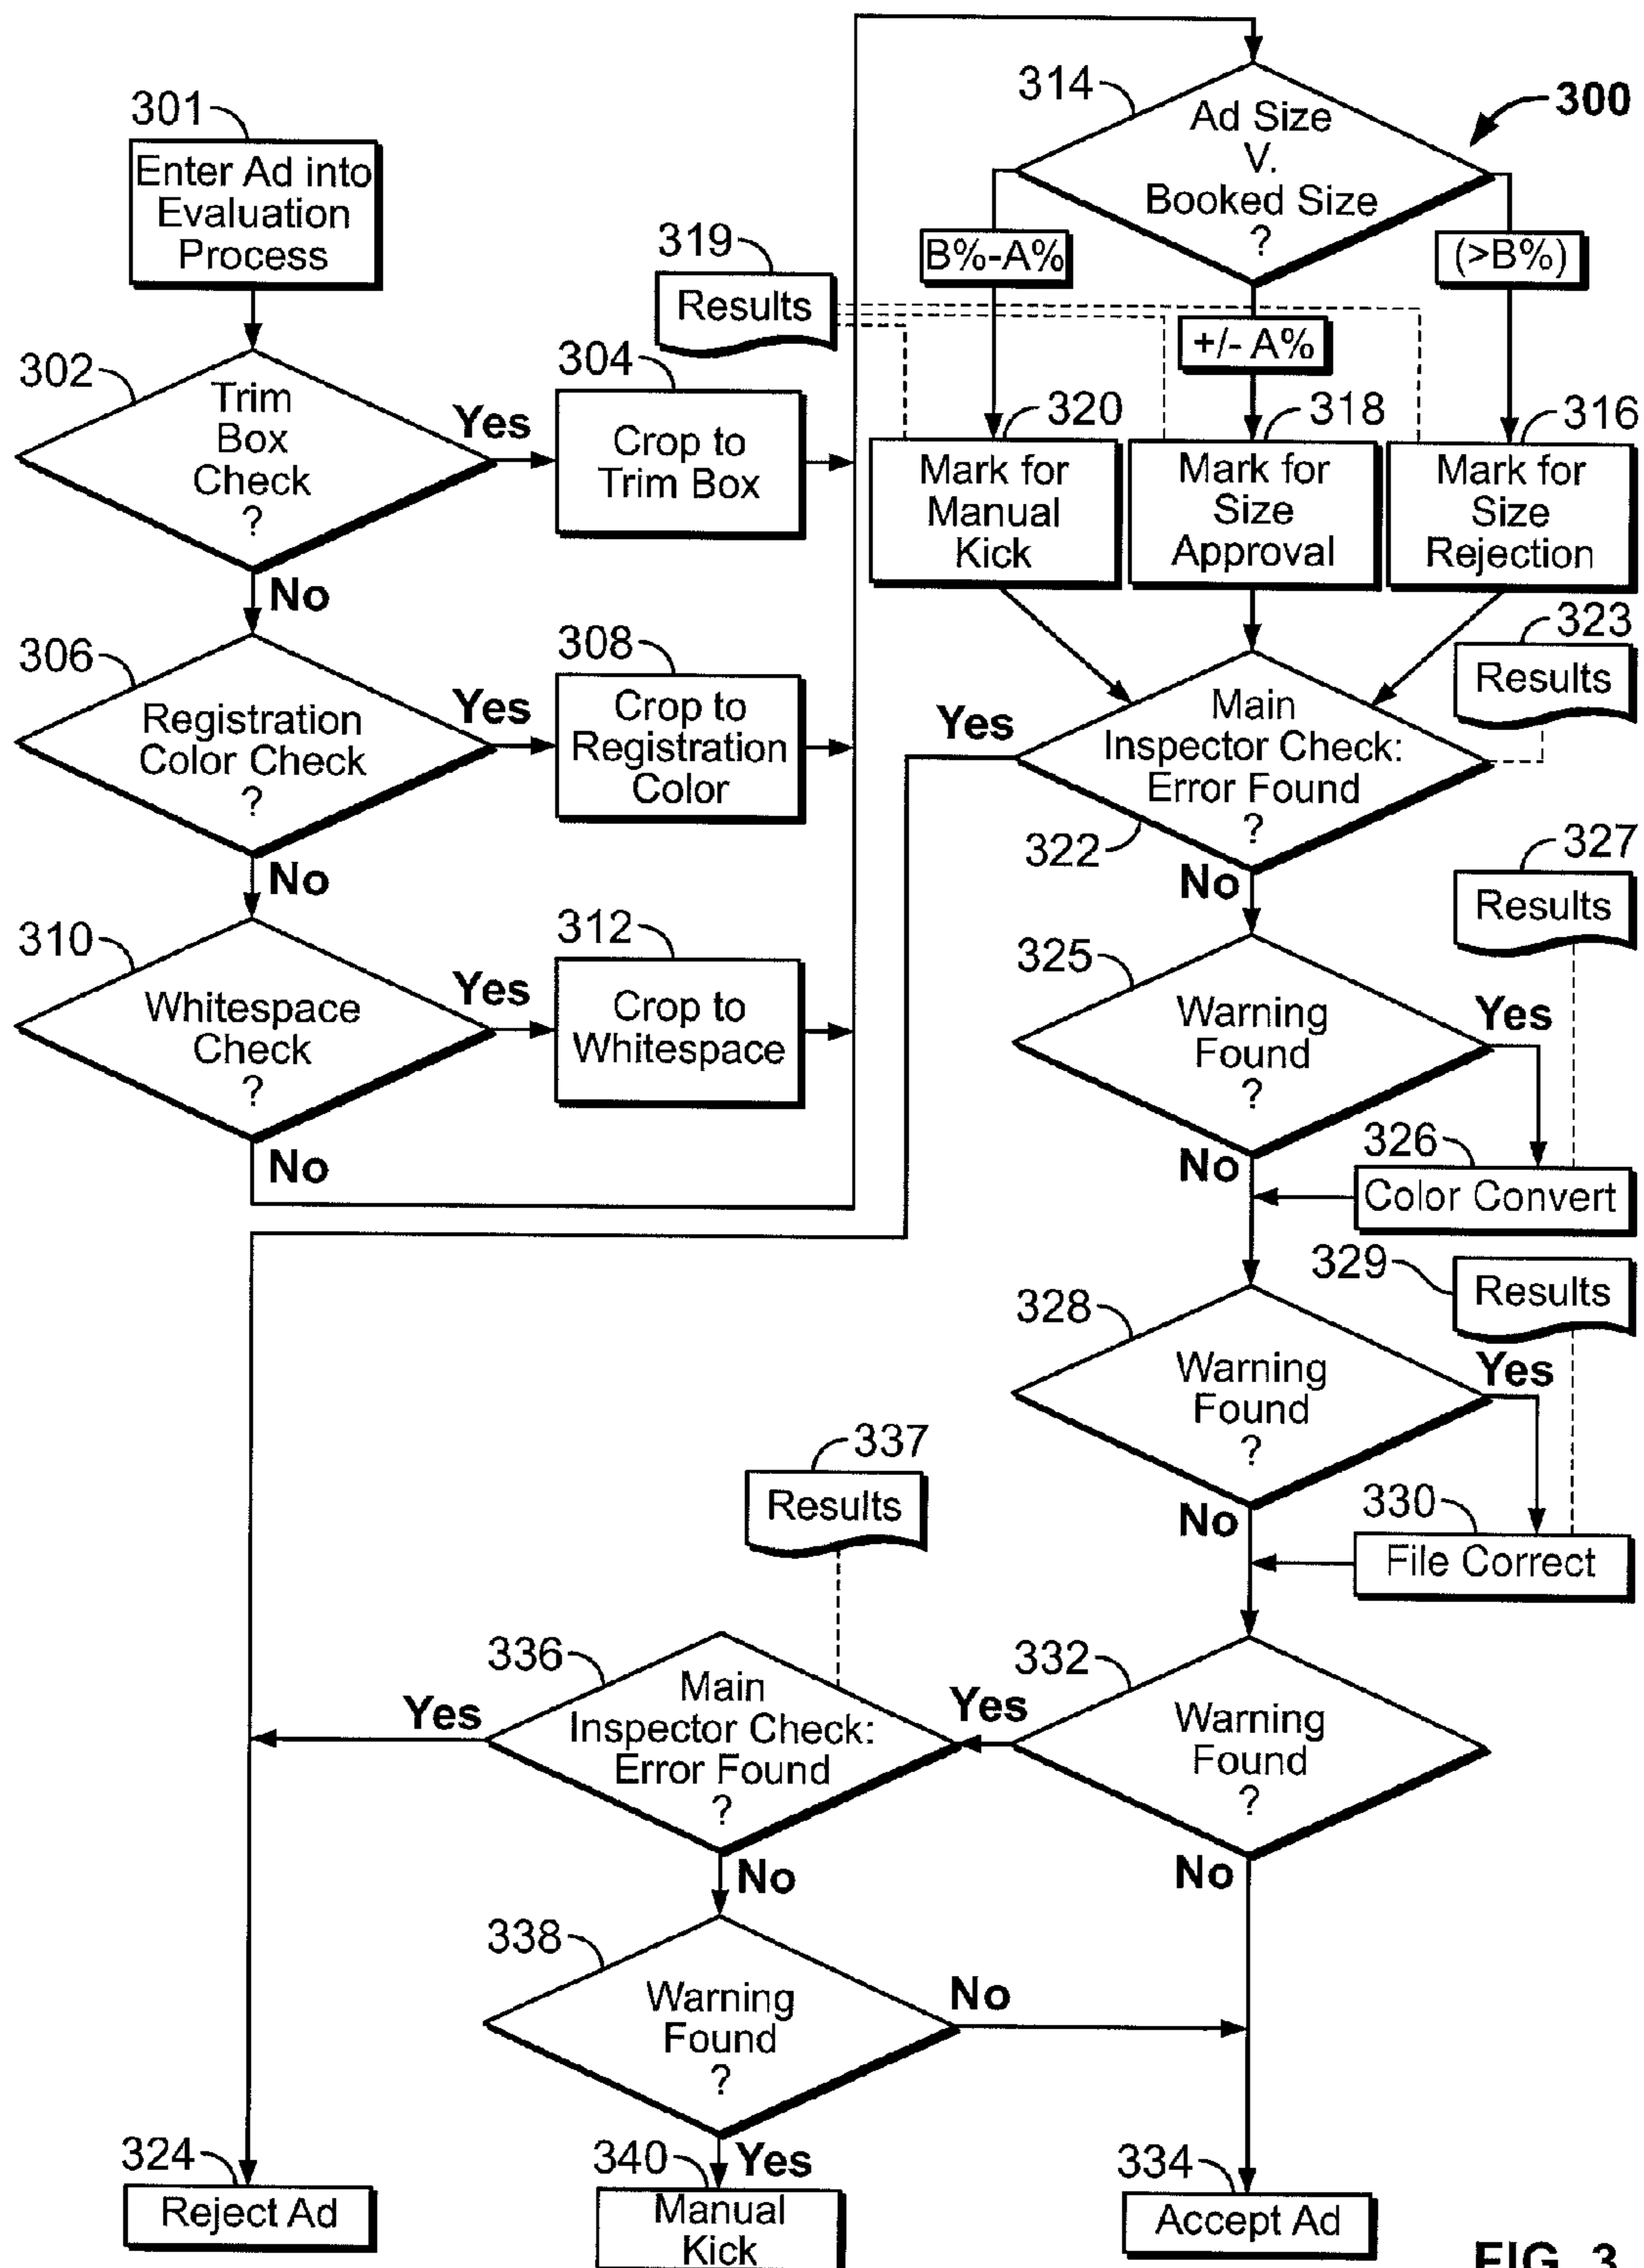 300
301
Enter Ad into
Evaluation
Process
302
Trim
Box
Check
?
Yes
No
304
Crop to
Trim Box
306
Registration
Color Check
?
Yes
No
308
Crop to
Registration
Color
310
Whitespace
Check
?
Yes
No
312
Crop to
Whitespace
314
Ad Size
V.
Booked Size
?
B%-A%
+/- A%
(>B%)
319
Results
320
Mark for
Manual
Kick
318
Mark for
Size
Approval
316
Mark for
Size
Rejection
323
Results
Main
Inspector Check:
Error Found
?
322
Yes
No
327
Results
325
Warning
Found
?
Yes
No
326
Color Convert
329
Results
328
Warning
Found
?
Yes
No
330
File Correct
337
Results
332
Warning
Found
?
Yes
No
336
Main
Inspector Check:
Error Found
?
Yes
No
338
Warning
Found
?
No
Yes
324
Reject Ad
340
Manual
Kick
334
Accept Ad
FIG. 3